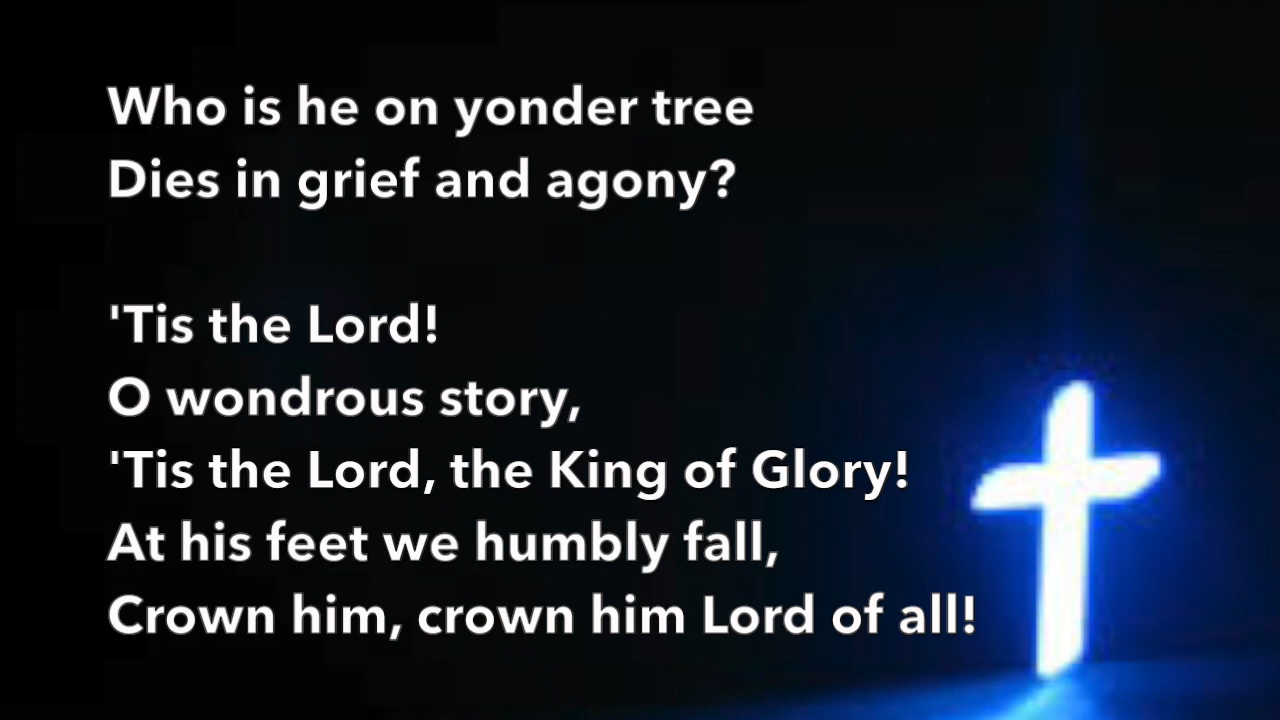 Who is he on yonder tree
Dies in grief and agony?
'Tis the Lord!
O wondrous story,
'Tis the Lord, the King of Glory!
At his feet we humbly fall,
Crown him, crown him Lord of all!